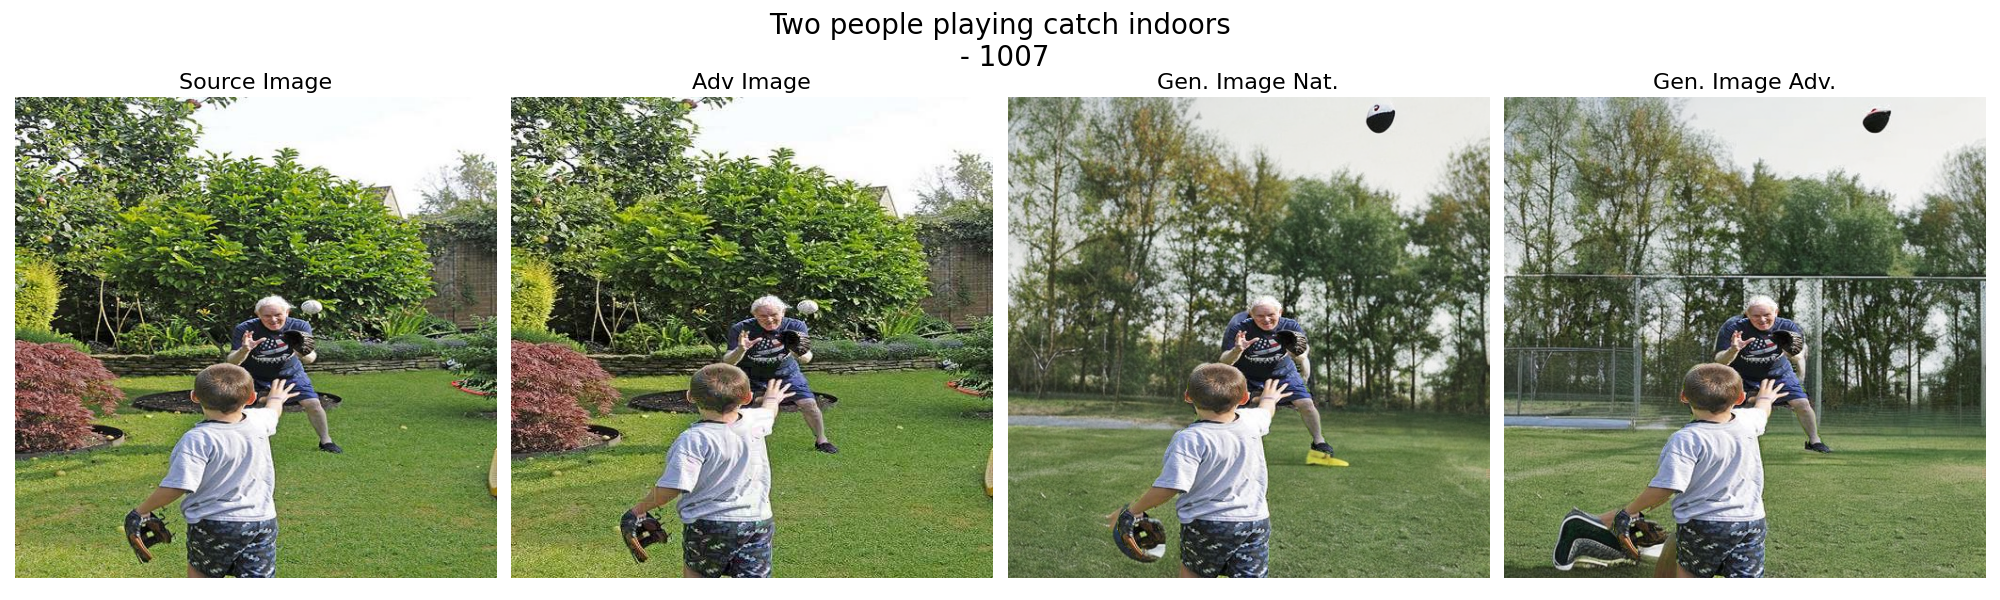 Two people playing catch indoors
- 1007
Source Image
Adv Image
Gen. Image Nat.
Gen. Image Adv.